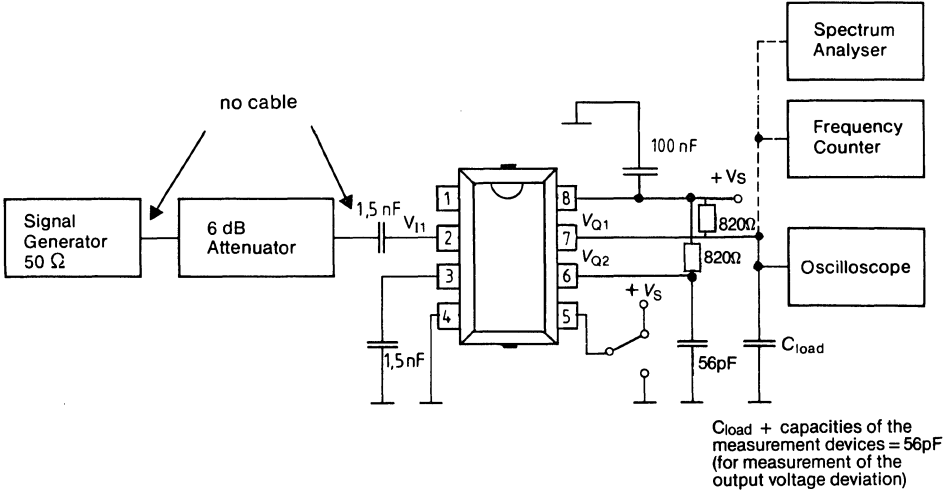 Spectrum
Analyser
no cable
Frequency
Counter
100 nF
+ VS
1,5 nF
1
8
Signal
Generator
50 Ω
6 dB
Attenuator
VI1
2
7
VQ1
820Ω
3
6
VQ2
820Ω
Oscilloscope
+ VS
4
5
1,5 nF
56pF
Cload
Cload + capacities of the
measurement devices = 56pF
(for measurement of the
output voltage deviation)